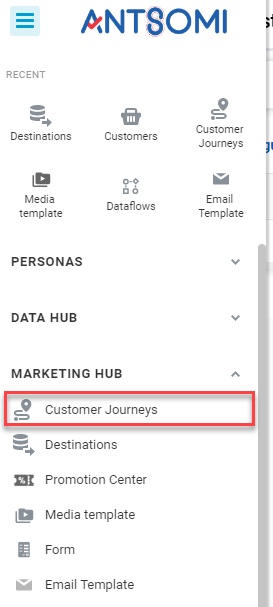 ANTSOMI
RECENT
Destinations
Customers
Customer
Journeys
Media
template
Dataflows
Email
Template
PERSONAS
DATA HUB
MARKETING HUB
Customer Journeys
Destinations
Promotion Center
Media template
Form
Email Template